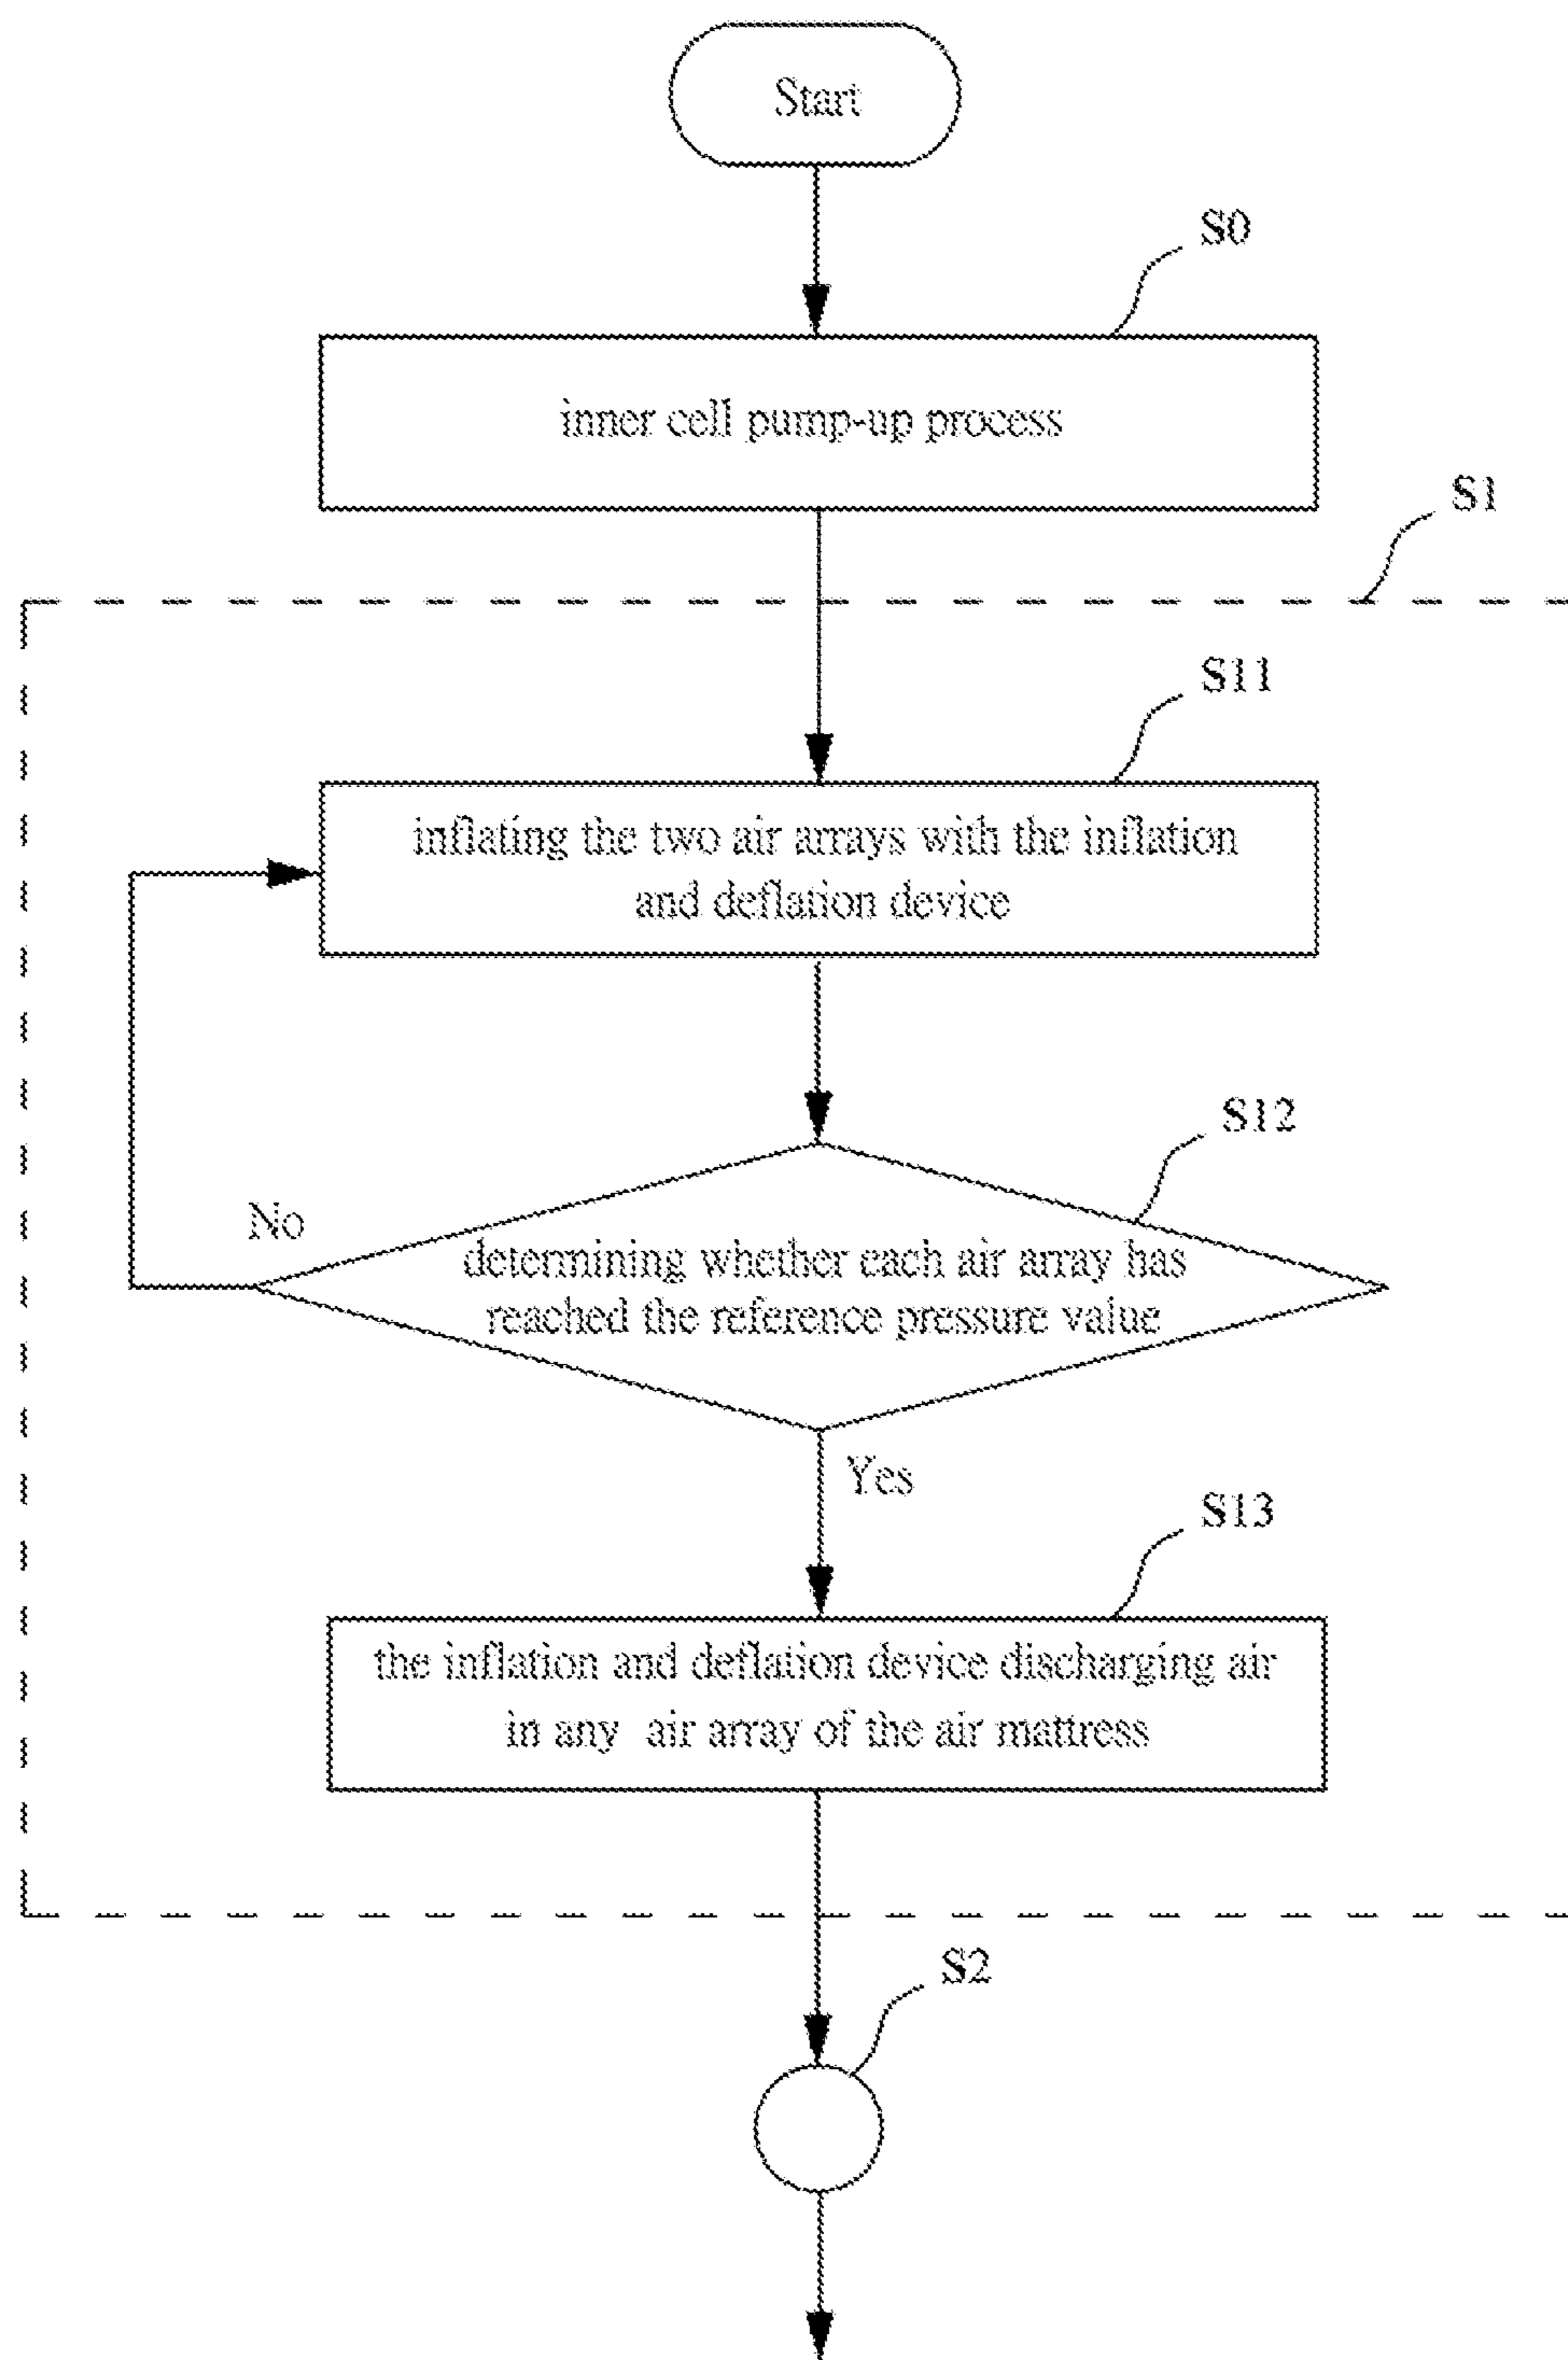 Start
S0
inner cell pump-up process
S1
S11
inflating the two air arrays with the inflation
and deflation device
S12
No
determining whether each air array has
reached the reference pressure value
Yes
S13
the inflation and deflation device discharging air
in any air array of the air mattress
S2